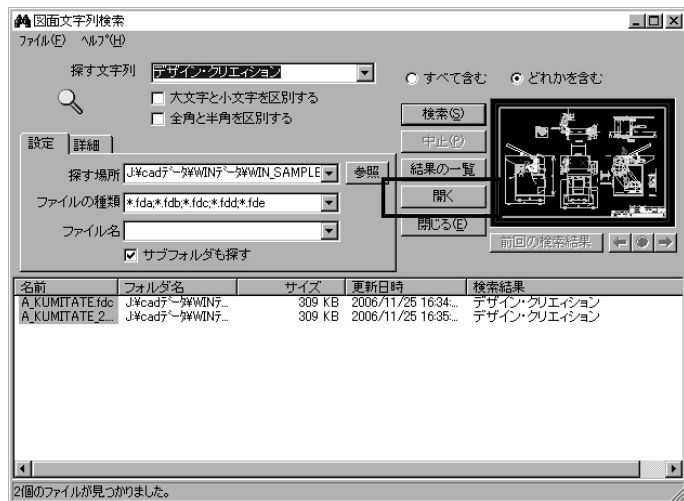 図面文字列検索
ﾌｧｲﾙ(F) ﾍﾙﾌﾟ(H)
探す文字列 デザイン・クリエィション
すべて含む どれかを含む
大文字と小文字を区別する
全角と半角を区別する
検索(S)
中止(P)
設定 詳細
探す場所 J:¥cadﾃﾞｰﾀ¥WINﾃﾞｰﾀ¥WIN_SAMPLE 参照 結果の一覧
ファイルの種類 *.fda;*.fdb;*.fdc;*.fdd;*.fde 開く
ファイル名 閉じる(E)
前回の検索結果
サブフォルダも探す
名前 フォルダ名 サイズ 更新日時 検索結果
A_KUMITATE.fdc J:¥cadﾃﾞｰﾀ¥WINﾃ... 309 KB 2006/11/25 16:34:... デザイン・クリエィション
A_KUMITATE_2... J:¥cadﾃﾞｰﾀ¥WINﾃ... 309 KB 2006/11/25 16:35:... デザイン・クリエィション
2個のファイルが見つかりました。